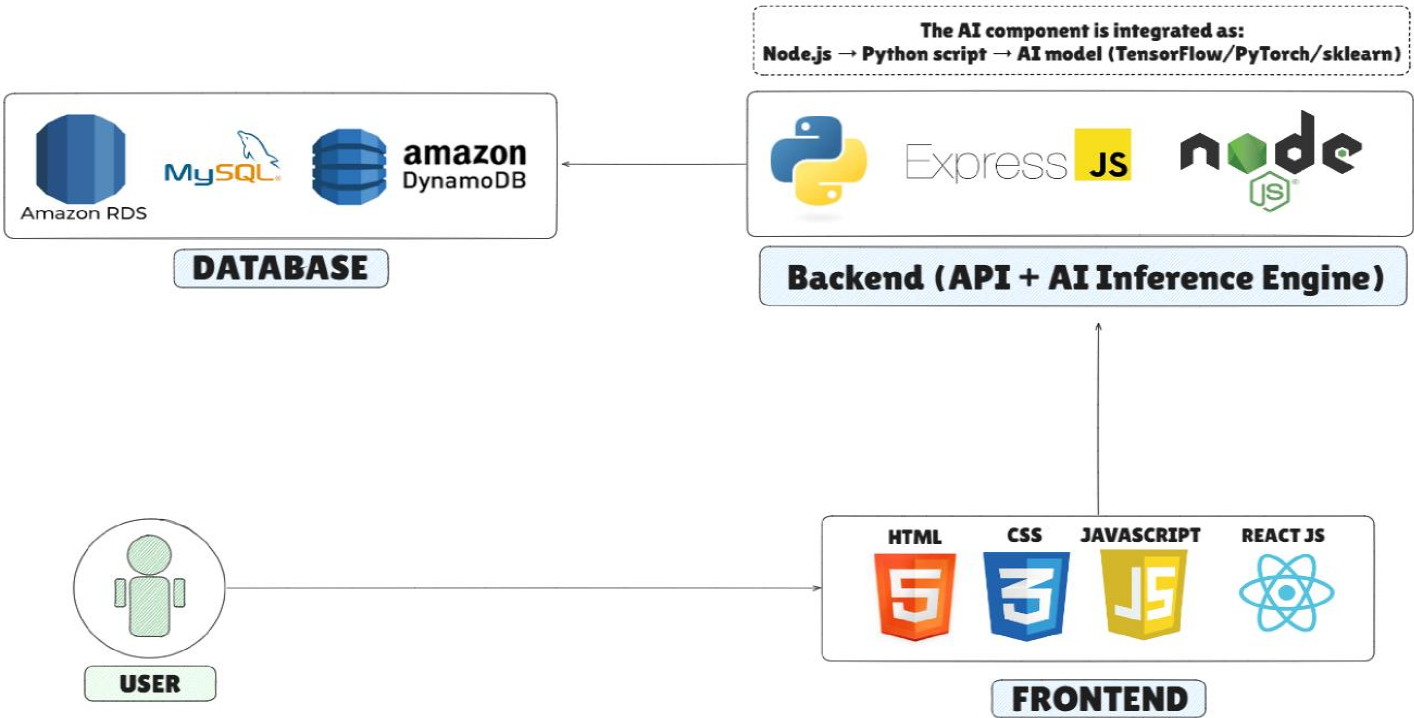 The AI component is integrated as:
Node.js → Python script → AI model (TensorFlow/PyTorch/sklearn)
Amazon RDS
MySQL®
amazon
DynamoDB
DATABASE
Express JS
node
JS®
Backend (API + AI Inference Engine)
USER
HTML
5
CSS
3
JAVASCRIPT
JS
REACT JS
FRONTEND